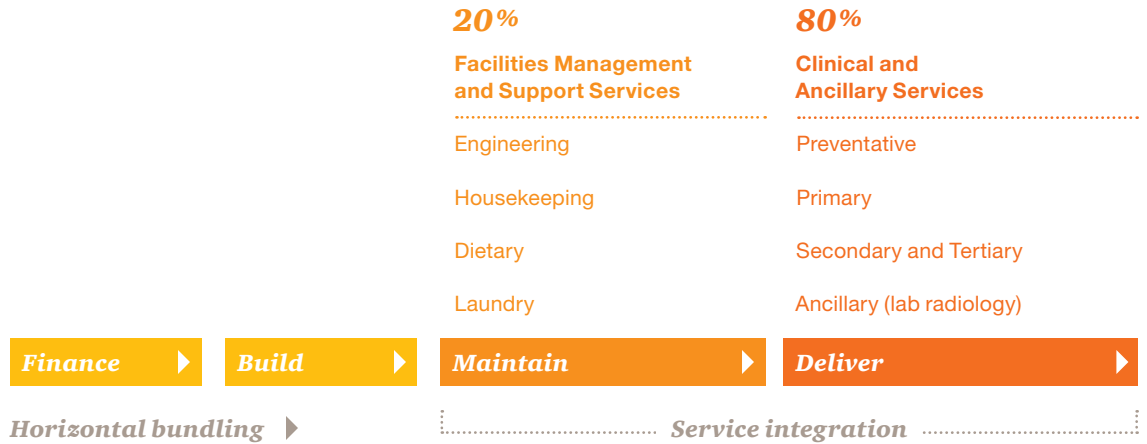 20%
Facilities Management
and Support Services
Engineering
Housekeeping
Dietary
Laundry
80%
Clinical and
Ancillary Services
Preventative
Primary
Secondary and Tertiary
Ancillary (lab radiology)
Finance
Build
Maintain
Deliver
Horizontal bundling
Service integration